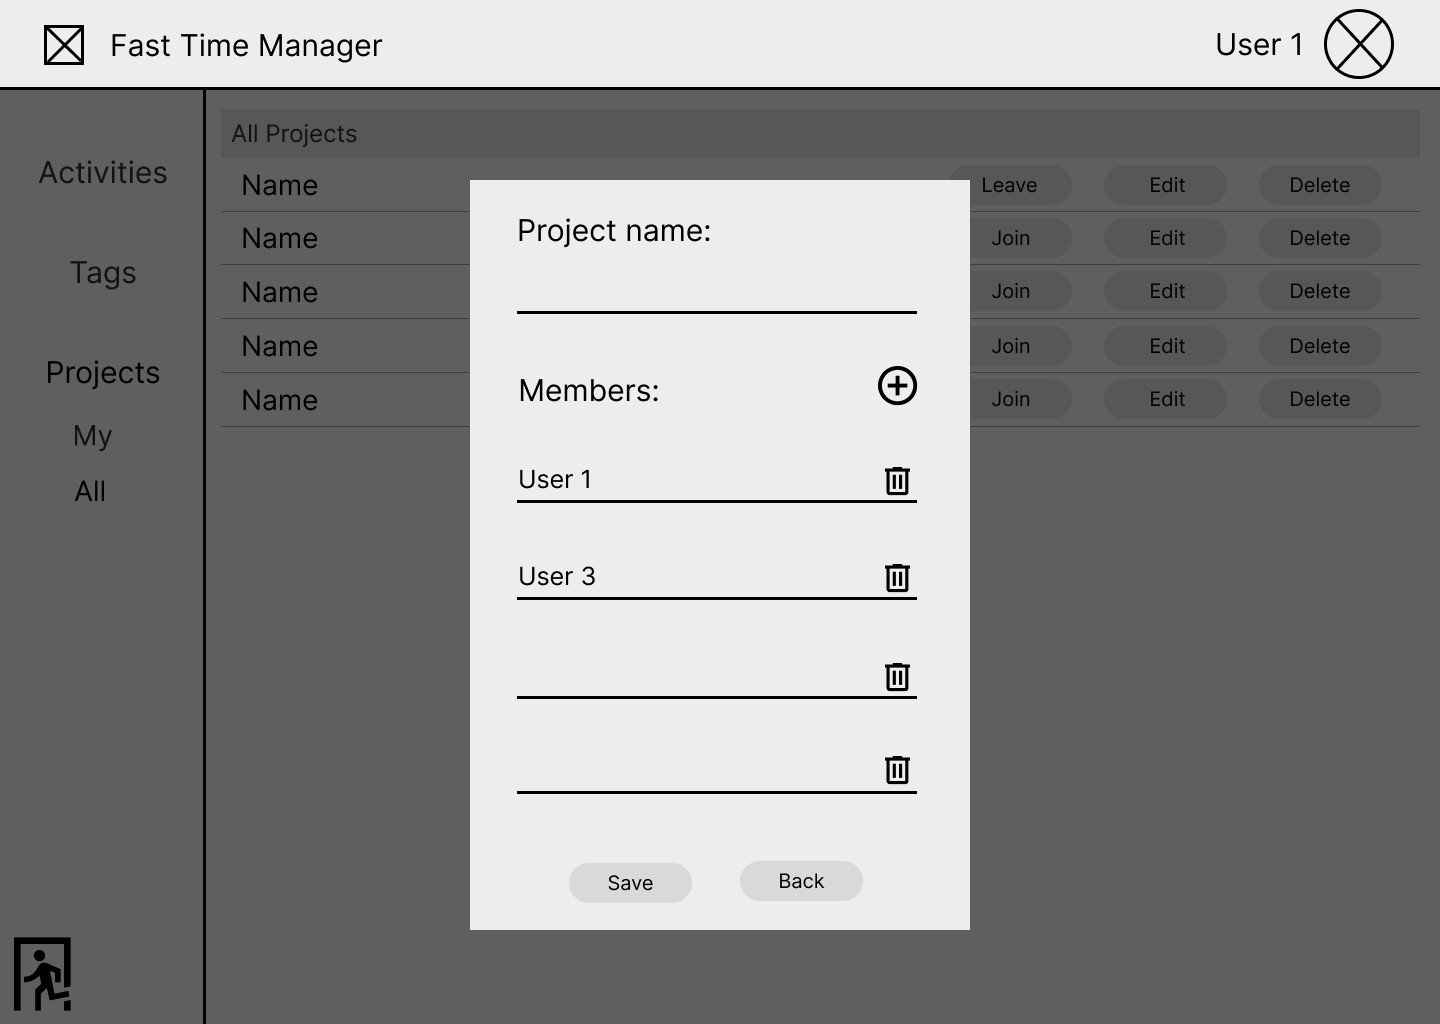 Fast Time Manager
User 1
Activities
Tags
Projects
My
All
All Projects
Name Leave Edit Delete
Name Join Edit Delete
Name Join Edit Delete
Name Join Edit Delete
Name Join Edit Delete
Project name:
Members:
User 1
User 3
Save Back